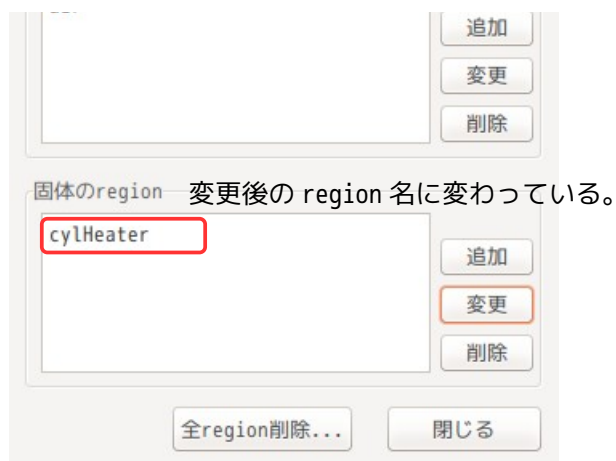 追加
変更
削除
固体のregion 変更後の region 名に変わっている。
cylHeater
追加
変更
削除
全region削除... 閉じる